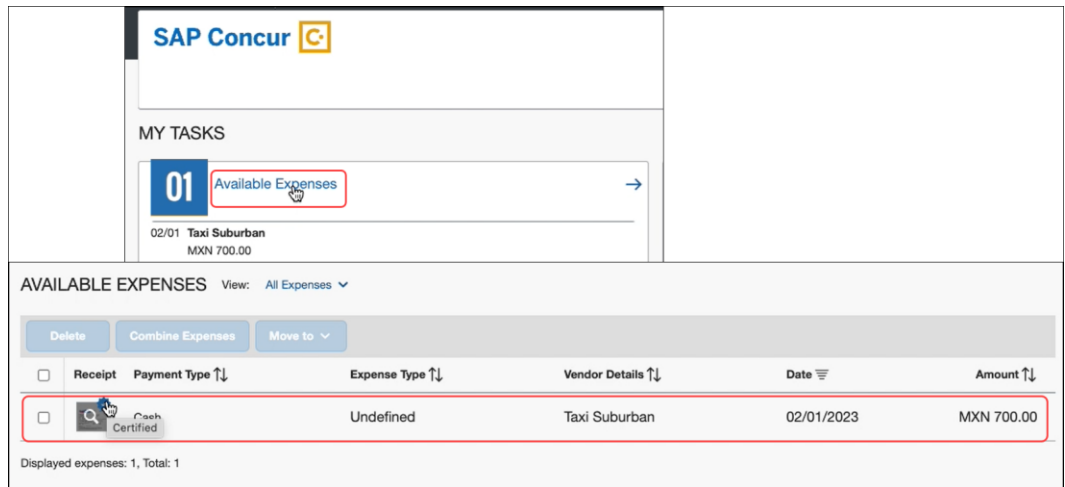 SAP Concur C
MY TASKS
01 Available Expenses →
02/01 Taxi Suburban
MXN 700.00
AVAILABLE EXPENSES View: All Expenses
Delete Combine Expenses Move to
Receipt Payment Type Expense Type Vendor Details Date Amount
Cash Undefined Taxi Suburban 02/01/2023 MXN 700.00
Certified
Displayed expenses: 1, Total: 1